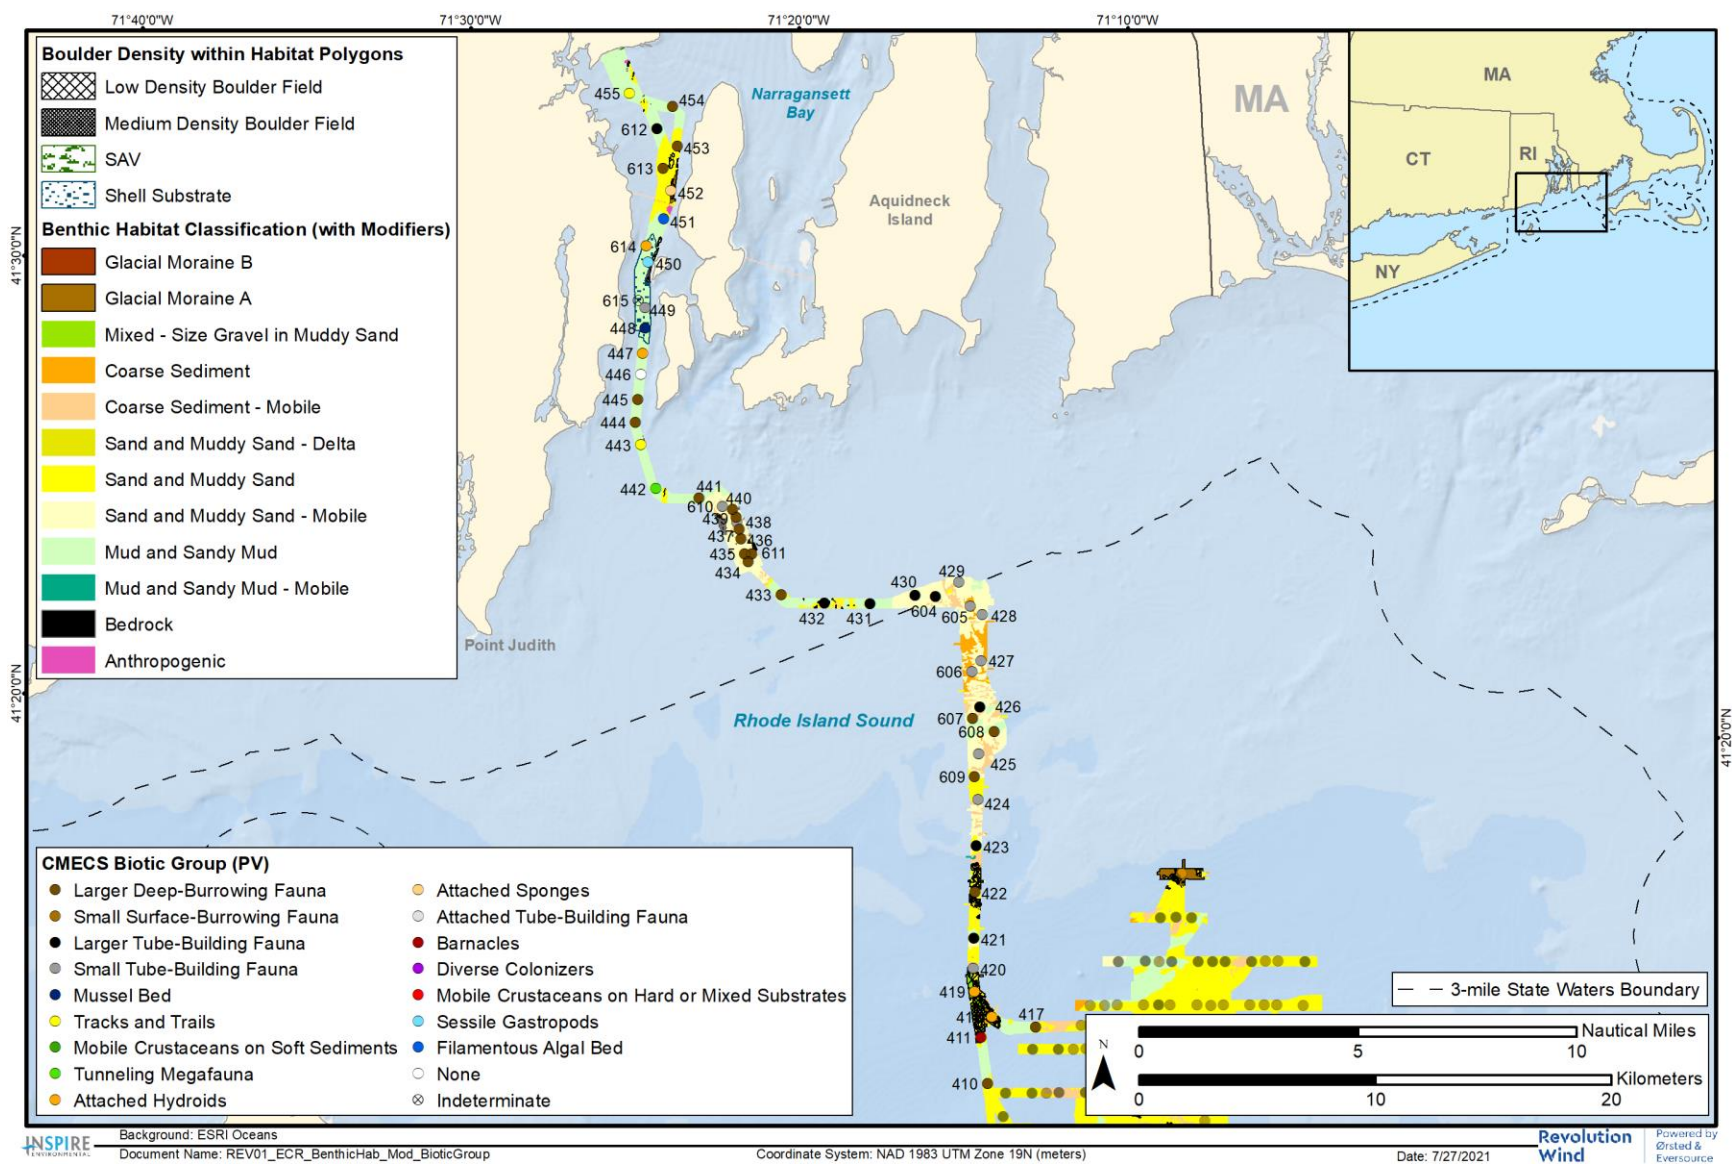 71°40'0"W
71°30'0"W
71°20'0"W
71°10'0"W
Boulder Density within Habitat Polygons
Low Density Boulder Field
Medium Density Boulder Field
SAV
Shell Substrate
Benthic Habitat Classification (with Modifiers)
Glacial Moraine B
Glacial Moraine A
Mixed - Size Gravel in Muddy Sand
Coarse Sediment
Coarse Sediment - Mobile
Sand and Muddy Sand - Delta
Sand and Muddy Sand
Sand and Muddy Sand - Mobile
Mud and Sandy Mud
Mud and Sandy Mud - Mobile
Bedrock
Anthropogenic
41°30'0"N
41°20'0"N
41°20'0"N
Narragansett
Bay
Aquidneck
Island
MA
MA
CT
RI
NY
Point Judith
Rhode Island Sound
455
454
612
453
613
452
451
614
450
615
449
448
447
446
445
444
443
442
441
610
440
439
438
437
436
435
611
434
433
432
431
430
604
429
605
428
427
606
426
607
608
425
609
424
423
422
421
420
419
41
417
411
410
CMECS Biotic Group (PV)
Larger Deep-Burrowing Fauna
Small Surface-Burrowing Fauna
Larger Tube-Building Fauna
Small Tube-Building Fauna
Mussel Bed
Tracks and Trails
Mobile Crustaceans on Soft Sediments
Tunneling Megafauna
Attached Hydroids
Attached Sponges
Attached Tube-Building Fauna
Barnacles
Diverse Colonizers
Mobile Crustaceans on Hard or Mixed Substrates
Sessile Gastropods
Filamentous Algal Bed
None
Indeterminate
3-mile State Waters Boundary
N
Nautical Miles
0 5 10
Kilometers
0 10 20
INSPIRE
ENVIRONMENTAL
Background: ESRI Oceans
Document Name: REV01_ECR_BenthicHab_Mod_BioticGroup
Coordinate System: NAD 1983 UTM Zone 19N (meters)
Date: 7/27/2021
Revolution
Wind
Powered by
Ørsted &
Eversource